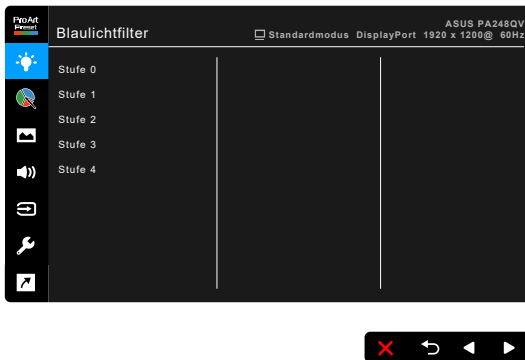 ProArt
Preset
Blaulichtfilter
ASUS PA248QV
Standardmodus DisplayPort 1920 x 1200@ 60Hz
Stufe 0
Stufe 1
Stufe 2
Stufe 3
Stufe 4